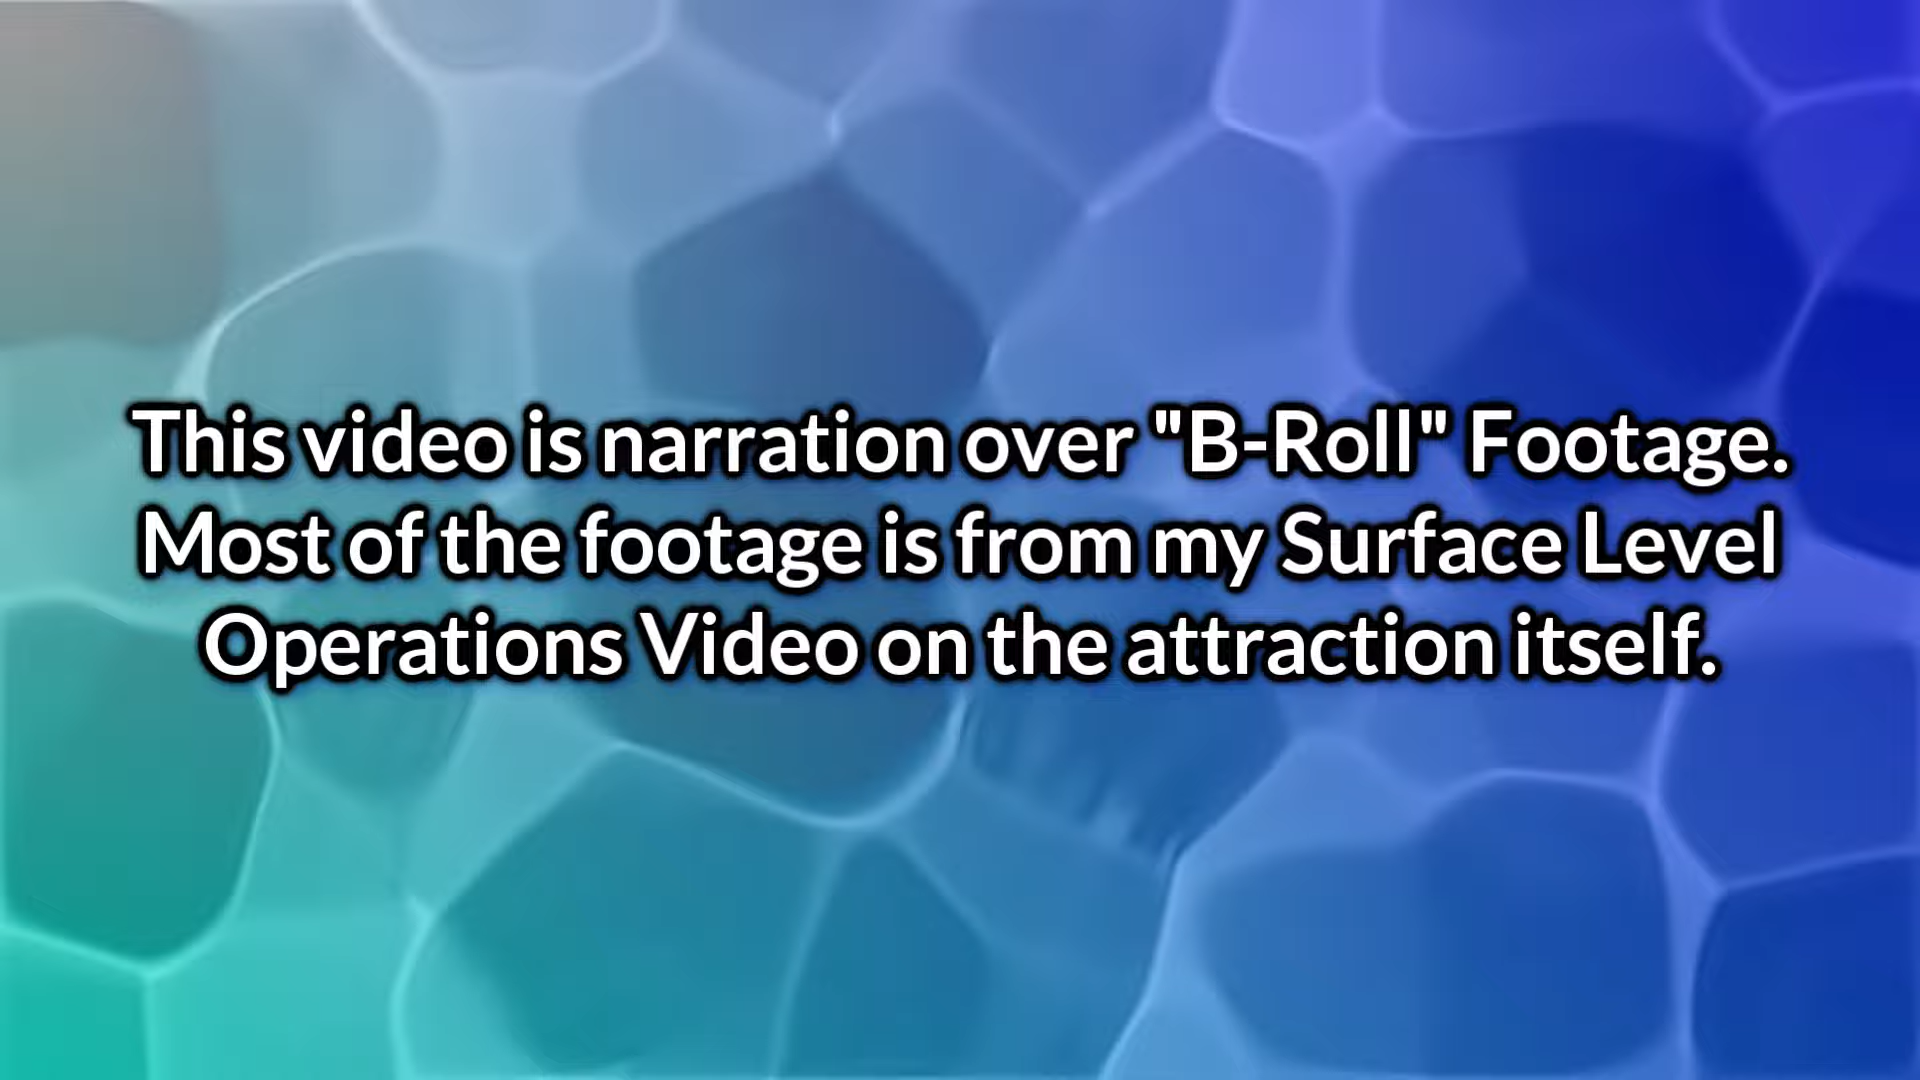 This video is narration over "B-Roll" Footage.
Most of the footage is from my Surface Level
Operations Video on the attraction itself.